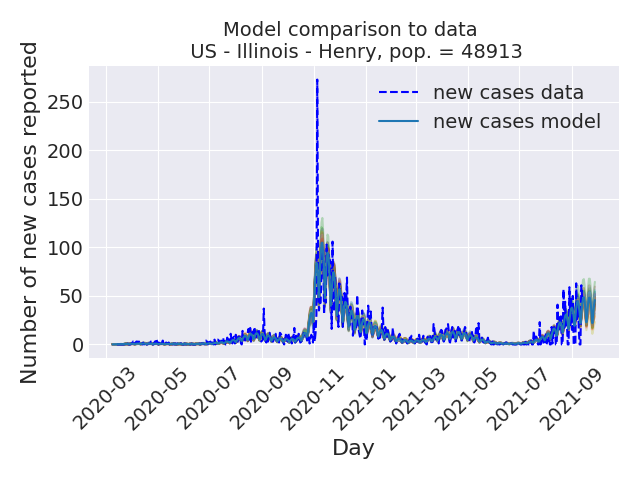 Model comparison to data
US - Illinois - Henry, pop. = 48913
Number of new cases reported
250
200
150
100
50
0
new cases data
new cases model
2020-03
2020-05
2020-07
2020-09
2020-11
2021-01
2021-03
2021-05
2021-07
2021-09
Day